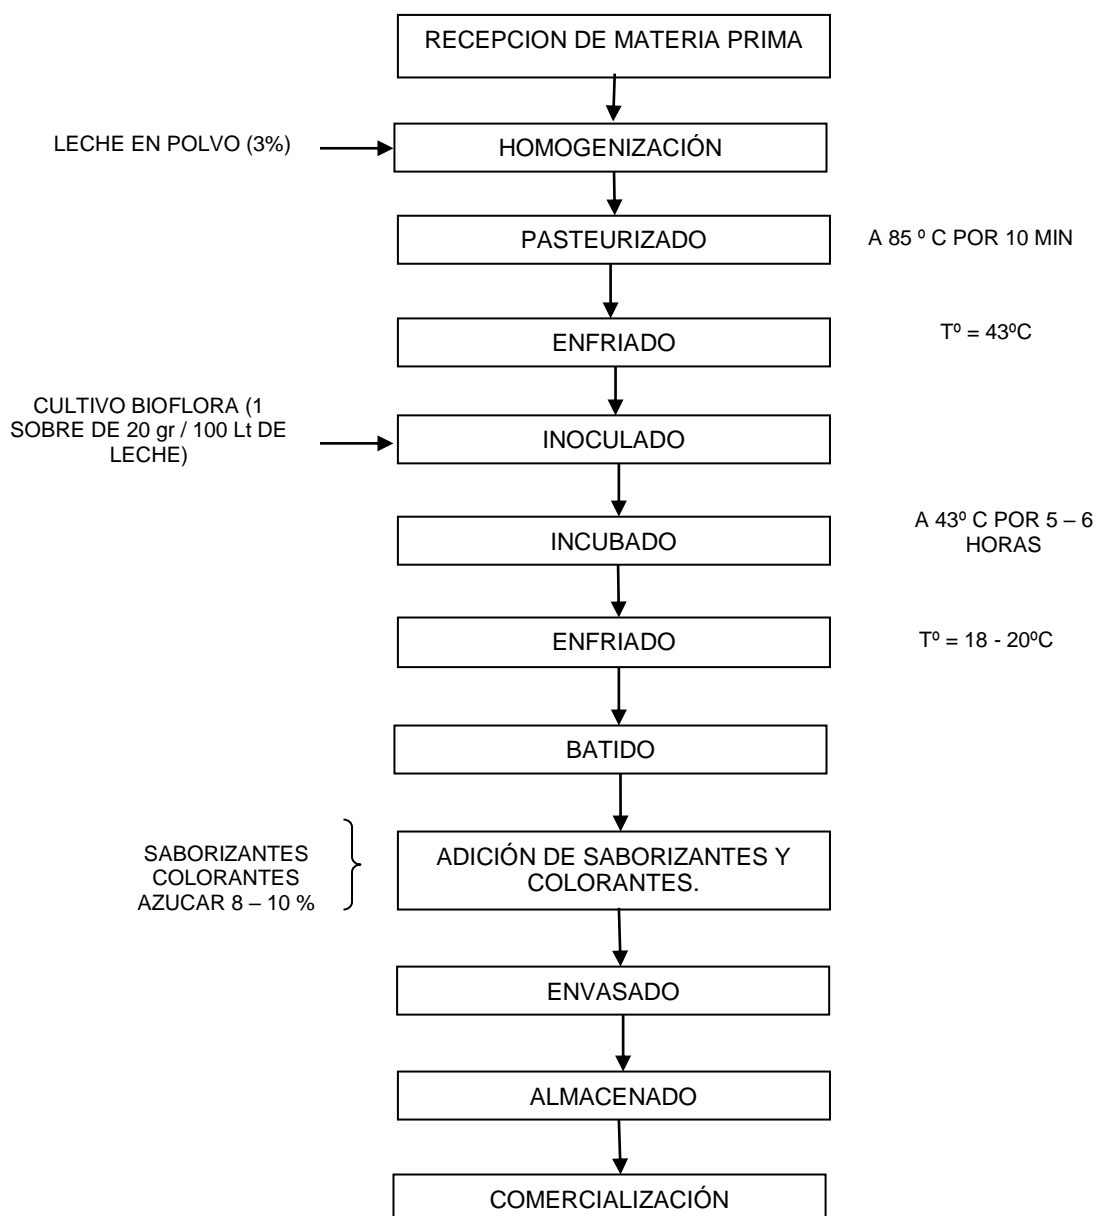 RECEPCION DE MATERIA PRIMA
LECHE EN POLVO (3%)
HOMOGENIZACIÓN
PASTEURIZADO
A 85 º C POR 10 MIN
ENFRIADO
Tº = 43ºC
CULTIVO BIOFLORA (1
SOBRE DE 20 gr / 100 Lt DE
LECHE)
INOCULADO
INCUBADO
A 43º C POR 5 – 6
HORAS
ENFRIADO
Tº = 18 - 20ºC
BATIDO
SABORIZANTES
COLORANTES
AZUCAR 8 – 10 %
ADICIÓN DE SABORIZANTES Y
COLORANTES.
ENVASADO
ALMACENADO
COMERCIALIZACIÓN